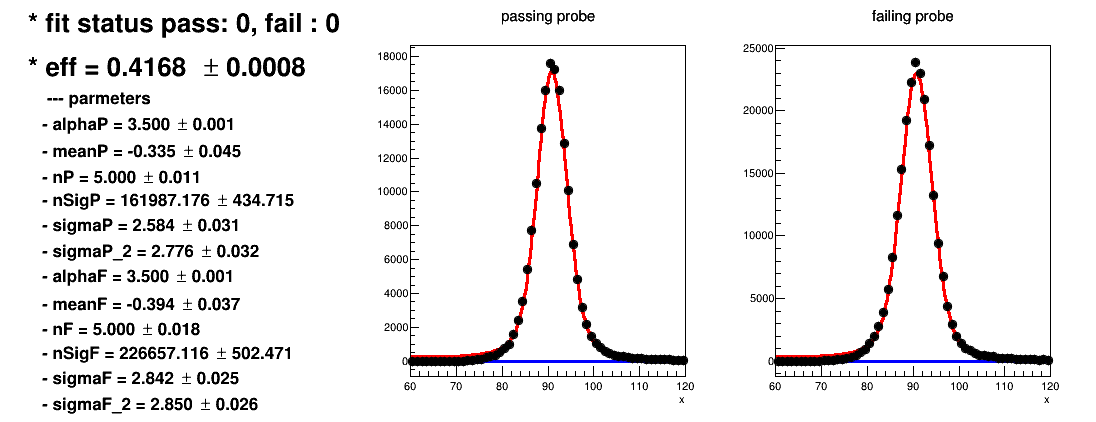 * fit status pass: 0, fail : 0
* eff = 0.4168 ± 0.0008
--- parmeters
- alphaP = 3.500 ± 0.001
- meanP = -0.335 ± 0.045
- nP = 5.000 ± 0.011
- nSigP = 161987.176 ± 434.715
- sigmaP = 2.584 ± 0.031
- sigmaP_2 = 2.776 ± 0.032
- alphaF = 3.500 ± 0.001
- meanF = -0.394 ± 0.037
- nF = 5.000 ± 0.018
- nSigF = 226657.116 ± 502.471
- sigmaF = 2.842 ± 0.025
- sigmaF_2 = 2.850 ± 0.026
passing probe
18000
16000
14000
12000
10000
8000
6000
4000
2000
0
60 70 80 90 100 110 120
x
failing probe
25000
20000
15000
10000
5000
0
60 70 80 90 100 110 120
x